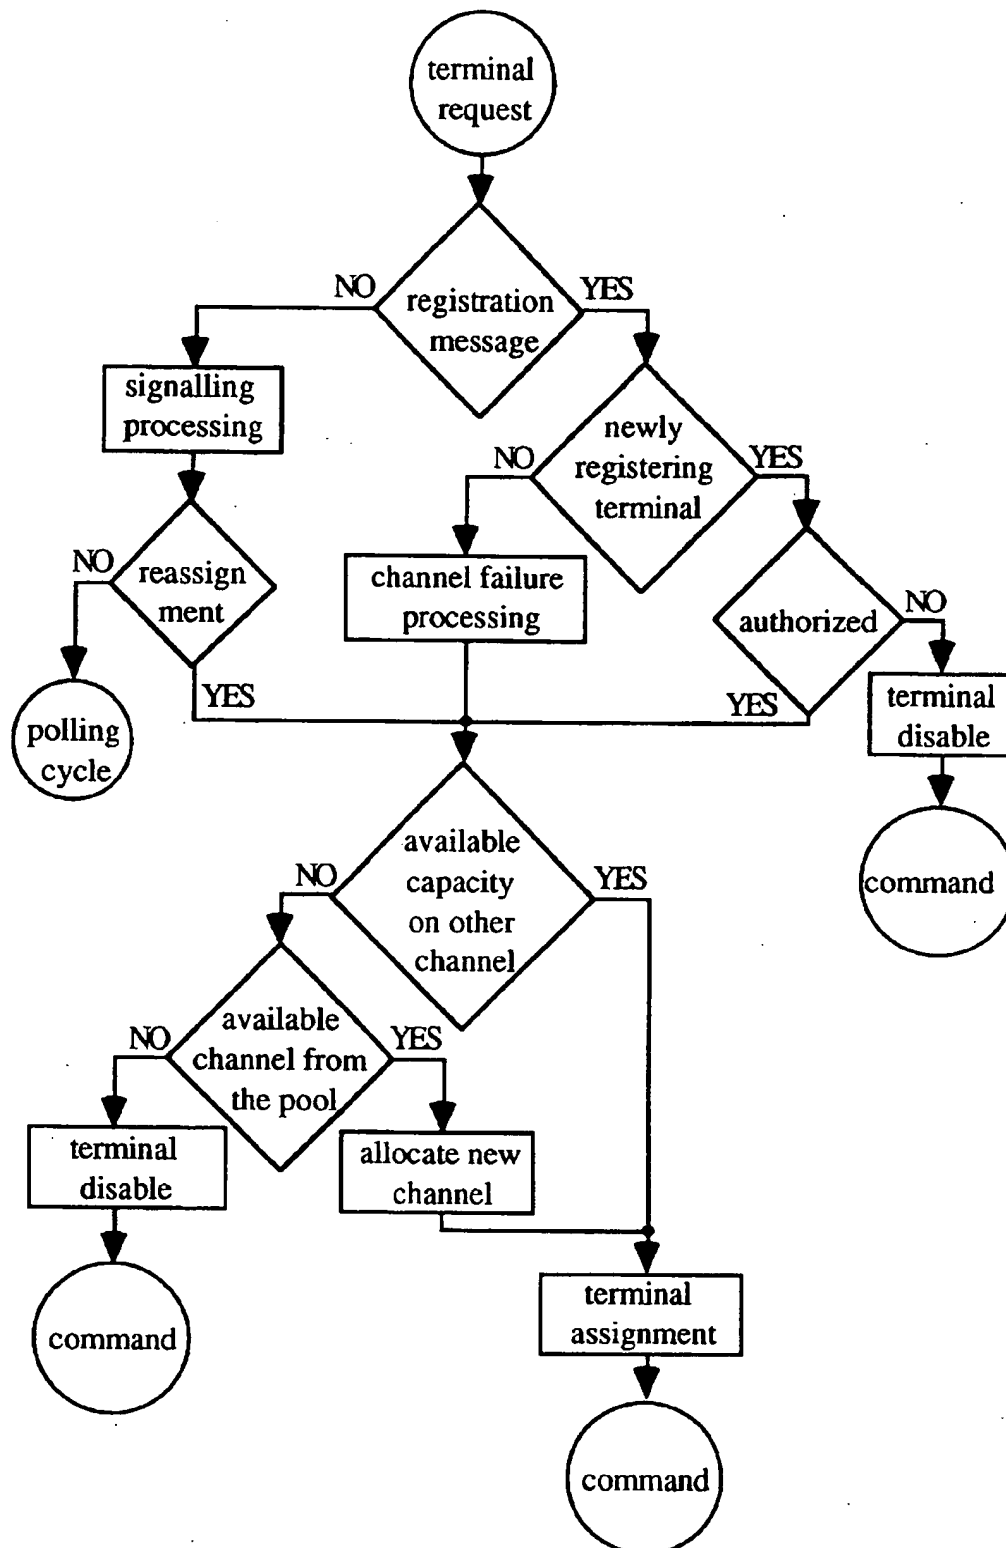 terminal
request
NO
YES
registration
message
signalling
processing
newly
registering
terminal
NO
YES
NO
reassign
ment
channel failure
processing
authorized
NO
YES
YES
terminal
disable
polling
cycle
available
capacity
on other
channel
NO
YES
command
available
channel from
the pool
NO
YES
terminal
disable
allocate new
channel
terminal
assignment
command
command